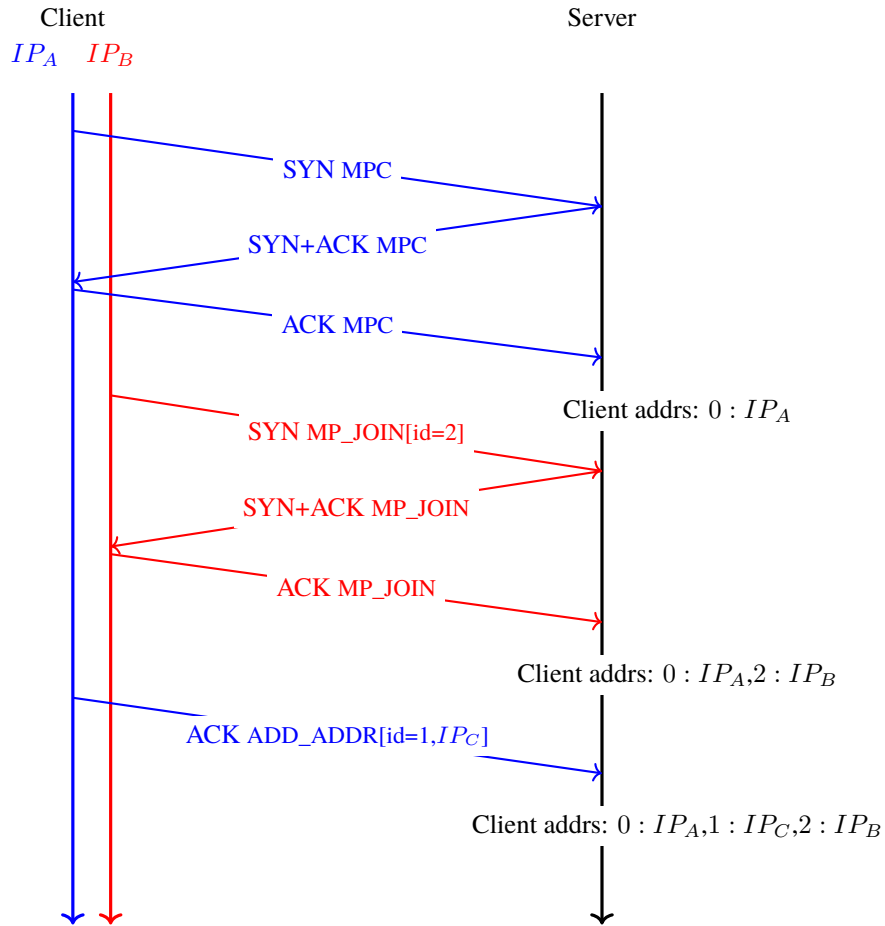 Client Server
IP_A IP_B
SYN MPC
SYN+ACK MPC
ACK MPC
Client addrs: 0 : IP_A
SYN MP_JOIN[id=2]
SYN+ACK MP_JOIN
ACK MP_JOIN
Client addrs: 0 : IP_A,2 : IP_B
ACK ADD_ADDR[id=1,IP_C]
Client addrs: 0 : IP_A,1 : IP_C,2 : IP_B